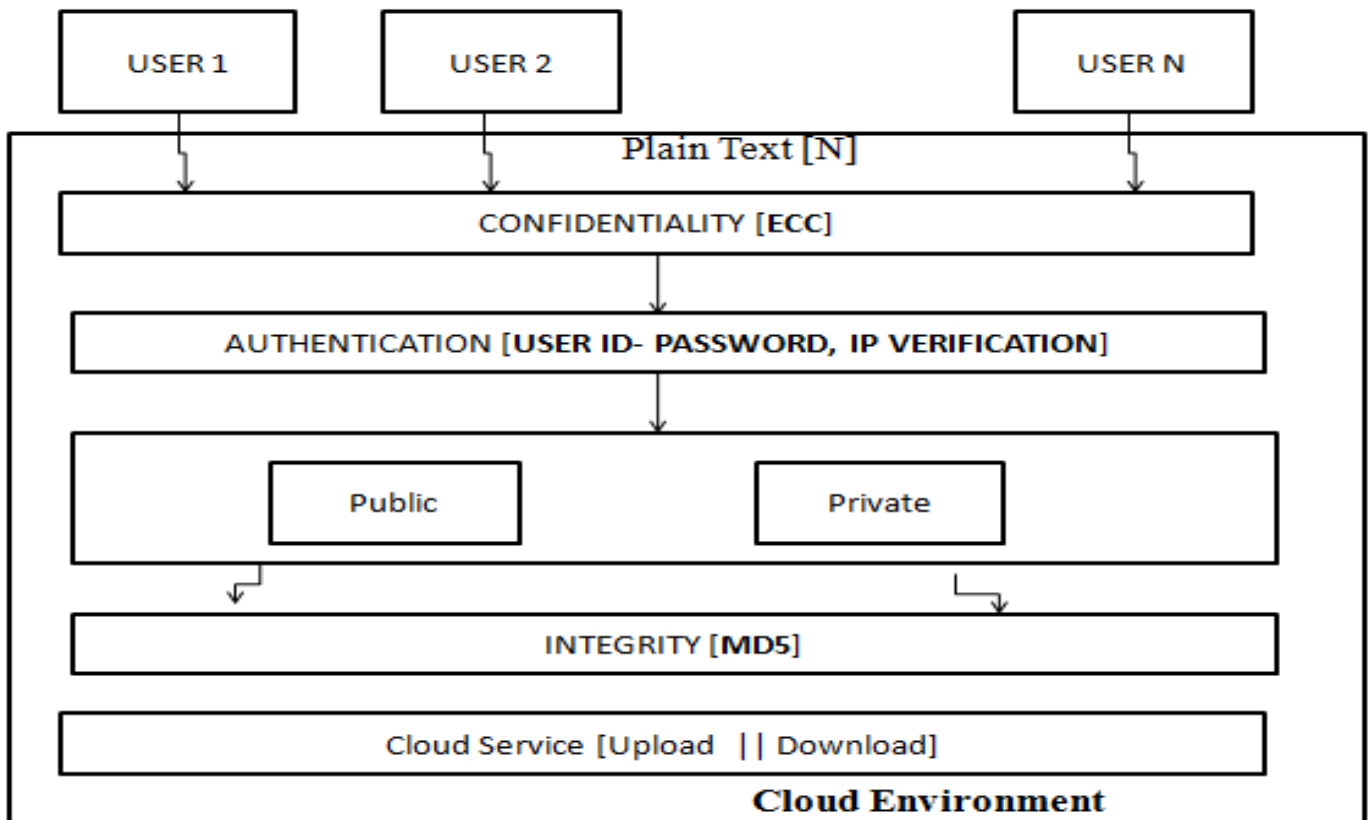 USER 1
USER 2
USER N
Plain Text [N]
CONFIDENTIALITY [ECC]
AUTHENTICATION [USER ID- PASSWORD, IP VERIFICATION]
Public
Private
INTEGRITY [MD5]
Cloud Service [Upload || Download]
Cloud Environment